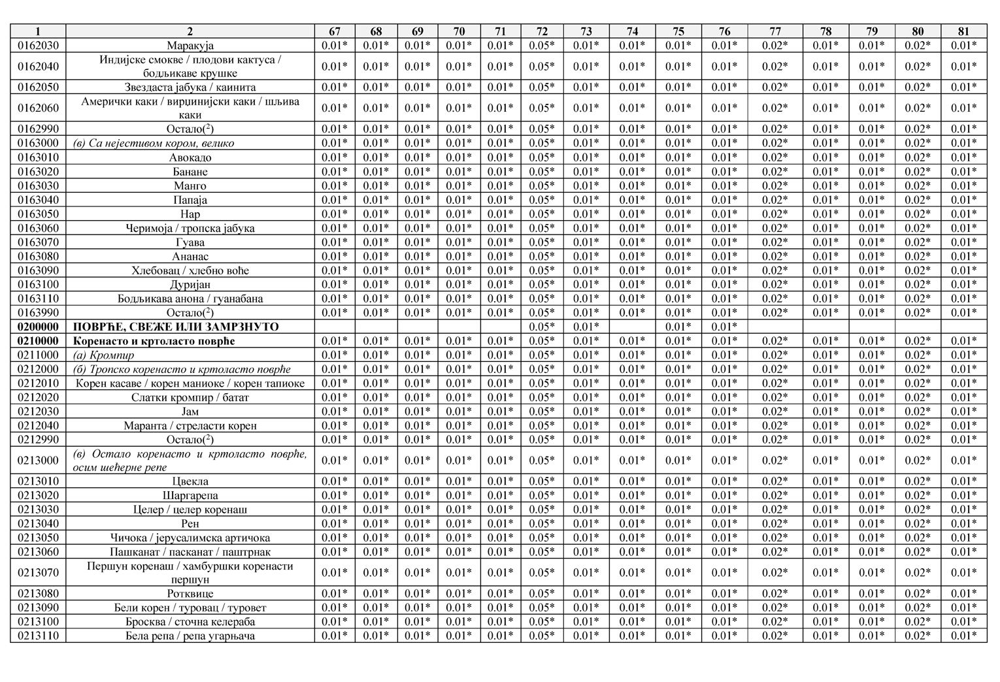 1 2 67 68 69 70 71 72 73 74 75 76 77 78 79 80 81
0162030 Маракуја 0.01* 0.01* 0.01* 0.01* 0.01* 0.05* 0.01* 0.01* 0.01* 0.01* 0.02* 0.01* 0.01* 0.02* 0.01*
0162040 Индијске смокве / плодови кактуса /
бодљикаве крушке 0.01* 0.01* 0.01* 0.01* 0.01* 0.05* 0.01* 0.01* 0.01* 0.01* 0.02* 0.01* 0.01* 0.02* 0.01*
0162050 Звездаста јабука / каинита 0.01* 0.01* 0.01* 0.01* 0.01* 0.05* 0.01* 0.01* 0.01* 0.01* 0.02* 0.01* 0.01* 0.02* 0.01*
0162060 Амерички каки / вирџинијски каки / шљива
каки 0.01* 0.01* 0.01* 0.01* 0.01* 0.05* 0.01* 0.01* 0.01* 0.01* 0.02* 0.01* 0.01* 0.02* 0.01*
0162990 Остало(²) 0.01* 0.01* 0.01* 0.01* 0.01* 0.05* 0.01* 0.01* 0.01* 0.01* 0.02* 0.01* 0.01* 0.02* 0.01*
0163000 (в) Са нејестивом кором, велико 0.01* 0.01* 0.01* 0.01* 0.01* 0.05* 0.01* 0.01* 0.01* 0.01* 0.02* 0.01* 0.01* 0.02* 0.01*
0163010 Авокадо 0.01* 0.01* 0.01* 0.01* 0.01* 0.05* 0.01* 0.01* 0.01* 0.01* 0.02* 0.01* 0.01* 0.02* 0.01*
0163020 Банане 0.01* 0.01* 0.01* 0.01* 0.01* 0.05* 0.01* 0.01* 0.01* 0.01* 0.02* 0.01* 0.01* 0.02* 0.01*
0163030 Манго 0.01* 0.01* 0.01* 0.01* 0.01* 0.05* 0.01* 0.01* 0.01* 0.01* 0.02* 0.01* 0.01* 0.02* 0.01*
0163040 Папаја 0.01* 0.01* 0.01* 0.01* 0.01* 0.05* 0.01* 0.01* 0.01* 0.01* 0.02* 0.01* 0.01* 0.02* 0.01*
0163050 Нар 0.01* 0.01* 0.01* 0.01* 0.01* 0.05* 0.01* 0.01* 0.01* 0.01* 0.02* 0.01* 0.01* 0.02* 0.01*
0163060 Черимоја / тропска јабука 0.01* 0.01* 0.01* 0.01* 0.01* 0.05* 0.01* 0.01* 0.01* 0.01* 0.02* 0.01* 0.01* 0.02* 0.01*
0163070 Гуава 0.01* 0.01* 0.01* 0.01* 0.01* 0.05* 0.01* 0.01* 0.01* 0.01* 0.02* 0.01* 0.01* 0.02* 0.01*
0163080 Ананас 0.01* 0.01* 0.01* 0.01* 0.01* 0.05* 0.01* 0.01* 0.01* 0.01* 0.02* 0.01* 0.01* 0.02* 0.01*
0163090 Хлебовац / хлебно воће 0.01* 0.01* 0.01* 0.01* 0.01* 0.05* 0.01* 0.01* 0.01* 0.01* 0.02* 0.01* 0.01* 0.02* 0.01*
0163100 Дуријан 0.01* 0.01* 0.01* 0.01* 0.01* 0.05* 0.01* 0.01* 0.01* 0.01* 0.02* 0.01* 0.01* 0.02* 0.01*
0163110 Бодљикава анона / гуанабана 0.01* 0.01* 0.01* 0.01* 0.01* 0.05* 0.01* 0.01* 0.01* 0.01* 0.02* 0.01* 0.01* 0.02* 0.01*
0163990 Остало(²) 0.01* 0.01* 0.01* 0.01* 0.01* 0.05* 0.01* 0.01* 0.01* 0.01* 0.02* 0.01* 0.01* 0.02* 0.01*
0200000 ПОВРЋЕ, СВЕЖЕ ИЛИ ЗАМРЗНУТО 0.05* 0.01* 0.01* 0.01*
0210000 Коренасто и кртоласто поврће 0.01* 0.01* 0.01* 0.01* 0.01* 0.05* 0.01* 0.01* 0.01* 0.01* 0.02* 0.01* 0.01* 0.02* 0.01*
0211000 (а) Кромпир 0.01* 0.01* 0.01* 0.01* 0.01* 0.05* 0.01* 0.01* 0.01* 0.01* 0.02* 0.01* 0.01* 0.02* 0.01*
0212000 (б) Тропско коренасто и кртоласто поврће 0.01* 0.01* 0.01* 0.01* 0.01* 0.05* 0.01* 0.01* 0.01* 0.01* 0.02* 0.01* 0.01* 0.02* 0.01*
0212010 Корен касаве / корен маниоке / корен тапиоке 0.01* 0.01* 0.01* 0.01* 0.01* 0.05* 0.01* 0.01* 0.01* 0.01* 0.02* 0.01* 0.01* 0.02* 0.01*
0212020 Слатки кромпир / батат 0.01* 0.01* 0.01* 0.01* 0.01* 0.05* 0.01* 0.01* 0.01* 0.01* 0.02* 0.01* 0.01* 0.02* 0.01*
0212030 Јам 0.01* 0.01* 0.01* 0.01* 0.01* 0.05* 0.01* 0.01* 0.01* 0.01* 0.02* 0.01* 0.01* 0.02* 0.01*
0212040 Маранта / стреласти корен 0.01* 0.01* 0.01* 0.01* 0.01* 0.05* 0.01* 0.01* 0.01* 0.01* 0.02* 0.01* 0.01* 0.02* 0.01*
0212990 Остало(²) 0.01* 0.01* 0.01* 0.01* 0.01* 0.05* 0.01* 0.01* 0.01* 0.01* 0.02* 0.01* 0.01* 0.02* 0.01*
0213000 (в) Остало коренасто и кртоласто поврће,
осим шећерне репе 0.01* 0.01* 0.01* 0.01* 0.01* 0.05* 0.01* 0.01* 0.01* 0.01* 0.02* 0.01* 0.01* 0.02* 0.01*
0213010 Цвекла 0.01* 0.01* 0.01* 0.01* 0.01* 0.05* 0.01* 0.01* 0.01* 0.01* 0.02* 0.01* 0.01* 0.02* 0.01*
0213020 Шаргарепа 0.01* 0.01* 0.01* 0.01* 0.01* 0.05* 0.01* 0.01* 0.01* 0.01* 0.02* 0.01* 0.01* 0.02* 0.01*
0213030 Целер / целер коренаш 0.01* 0.01* 0.01* 0.01* 0.01* 0.05* 0.01* 0.01* 0.01* 0.01* 0.02* 0.01* 0.01* 0.02* 0.01*
0213040 Рен 0.01* 0.01* 0.01* 0.01* 0.01* 0.05* 0.01* 0.01* 0.01* 0.01* 0.02* 0.01* 0.01* 0.02* 0.01*
0213050 Чичока / јерусалимска артичока 0.01* 0.01* 0.01* 0.01* 0.01* 0.05* 0.01* 0.01* 0.01* 0.01* 0.02* 0.01* 0.01* 0.02* 0.01*
0213060 Пашканат / пасканат / паштрнак 0.01* 0.01* 0.01* 0.01* 0.01* 0.05* 0.01* 0.01* 0.01* 0.01* 0.02* 0.01* 0.01* 0.02* 0.01*
0213070 Першун коренаш / хамбуршки коренасти
першун 0.01* 0.01* 0.01* 0.01* 0.01* 0.05* 0.01* 0.01* 0.01* 0.01* 0.02* 0.01* 0.01* 0.02* 0.01*
0213080 Ротквице 0.01* 0.01* 0.01* 0.01* 0.01* 0.05* 0.01* 0.01* 0.01* 0.01* 0.02* 0.01* 0.01* 0.02* 0.01*
0213090 Бели корен / туровац / туровет 0.01* 0.01* 0.01* 0.01* 0.01* 0.05* 0.01* 0.01* 0.01* 0.01* 0.02* 0.01* 0.01* 0.02* 0.01*
0213100 Бросква / сточна келераба 0.01* 0.01* 0.01* 0.01* 0.01* 0.05* 0.01* 0.01* 0.01* 0.01* 0.02* 0.01* 0.01* 0.02* 0.01*
0213110 Бела репа / репа угарњача 0.01* 0.01* 0.01* 0.01* 0.01* 0.05* 0.01* 0.01* 0.01* 0.01* 0.02* 0.01* 0.01* 0.02* 0.01*